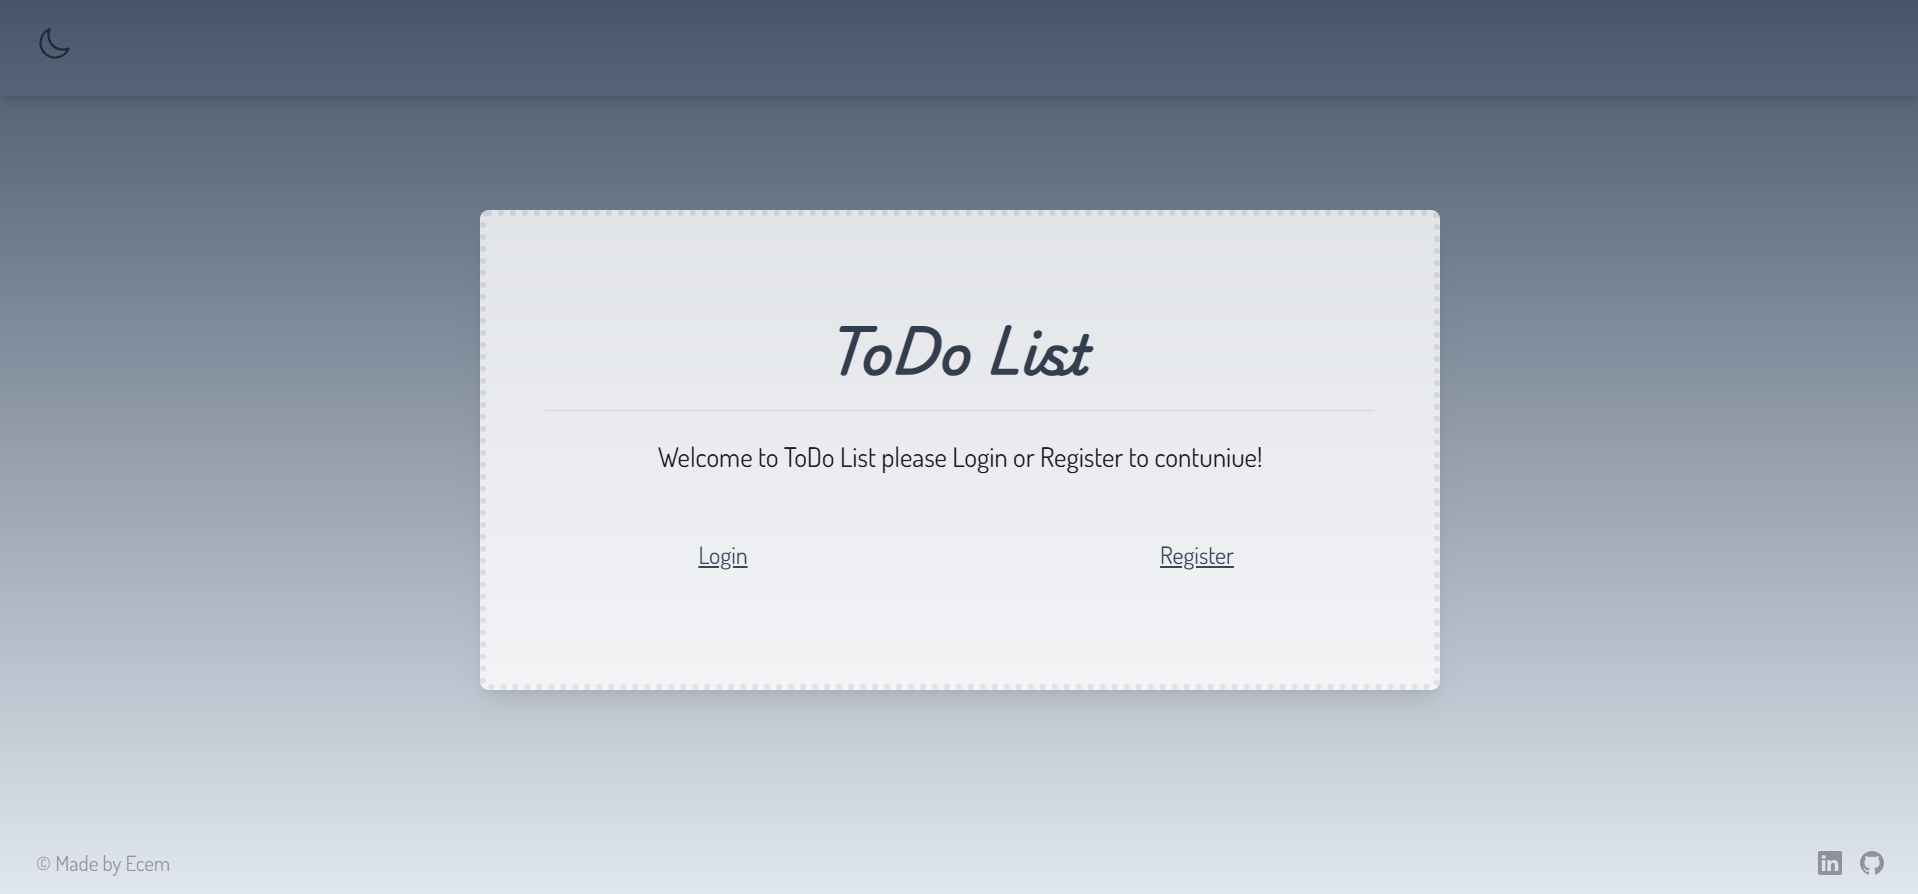 ToDo List
Welcome to ToDo List please Login or Register to contuniue!
Login
Register
© Made by Ecem
in